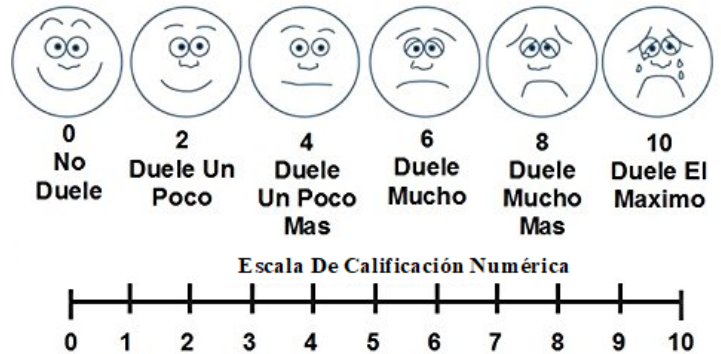 0
No
Duele
2
Duele Un
Poco
4
Duele
Un Poco
Mas
6
Duele
Mucho
8
Duele
Mucho
Mas
10
Duele El
Maximo
Escala De Calificación Numérica
0 1 2 3 4 5 6 7 8 9 10